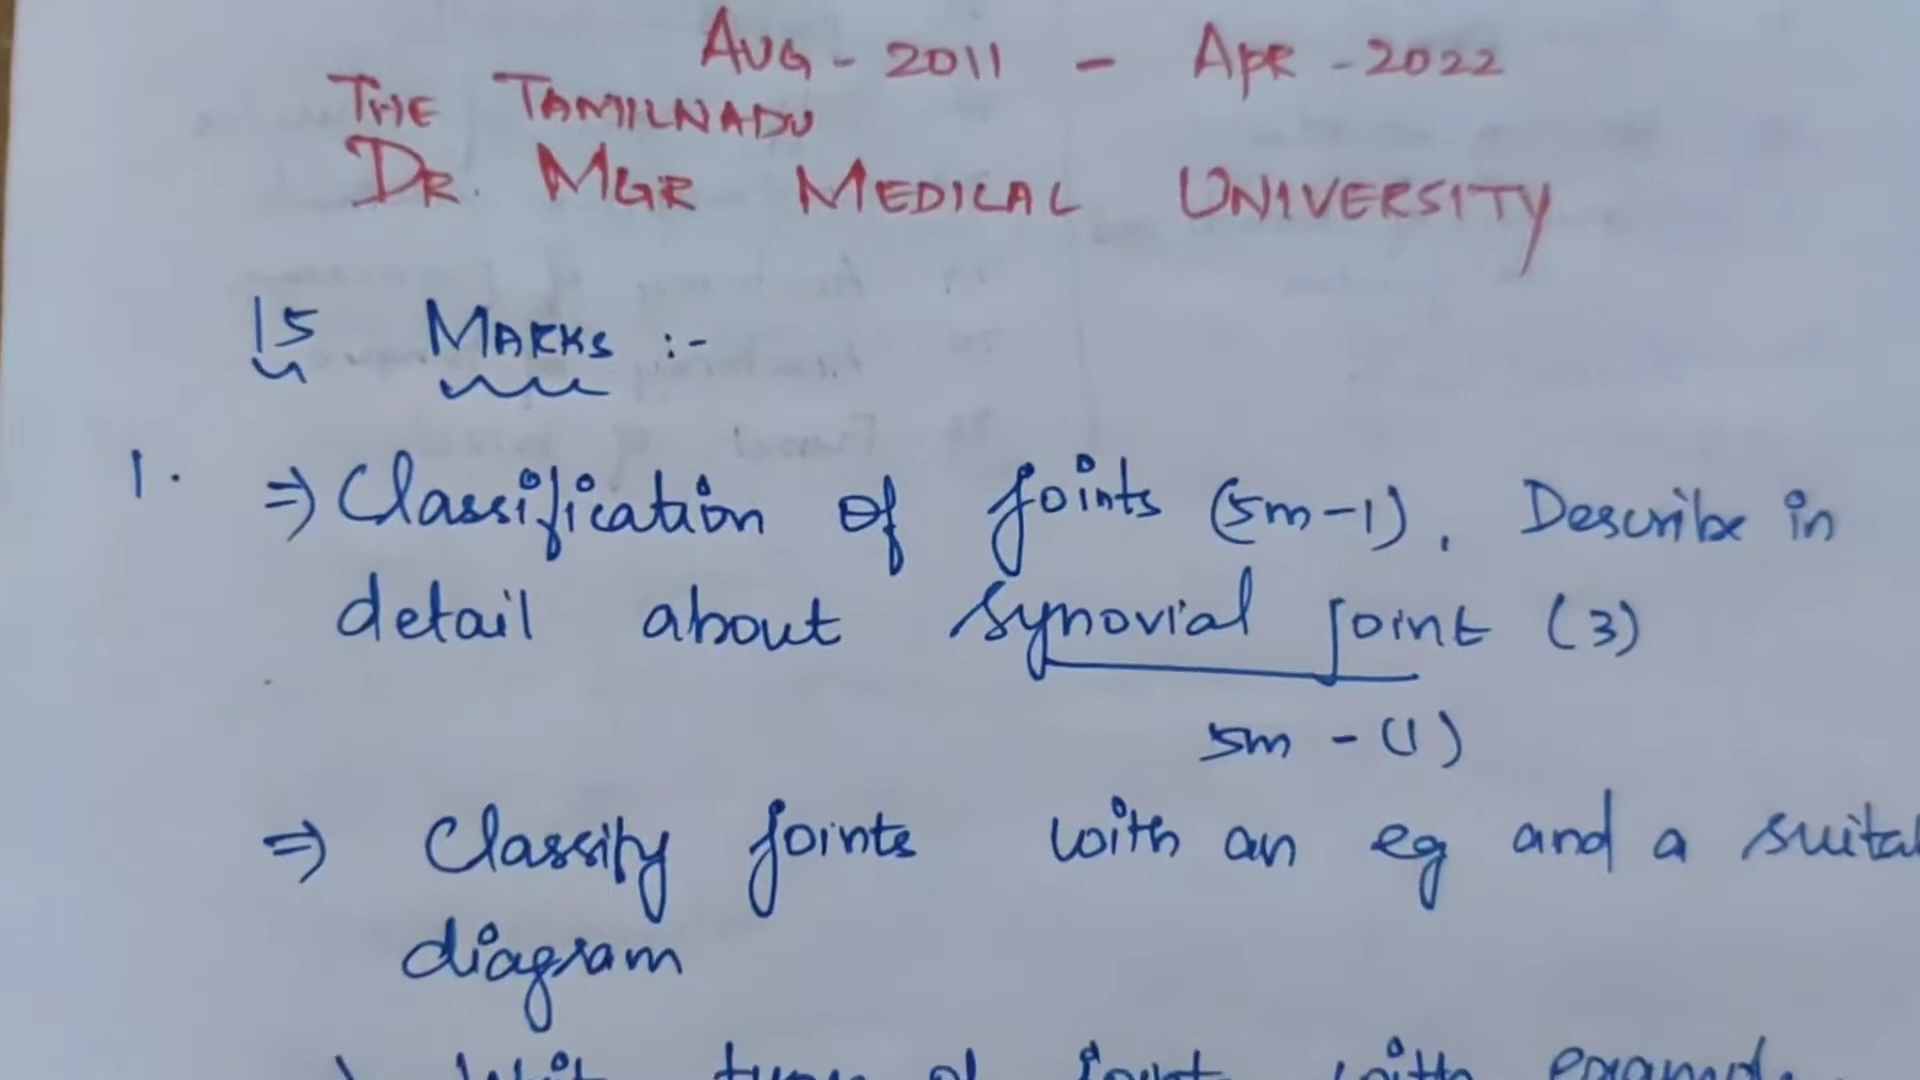 AUG - 2011 - APR - 2022
THE TAMILNADU
DR. MGR MEDICAL UNIVERSITY
15 MARKS :-
1. ⇒ Classification of joints (5m-1). Describe in
detail about synovial joint (3)
5m - (1)
⇒ Classify joints with an eg and a suital
diagram